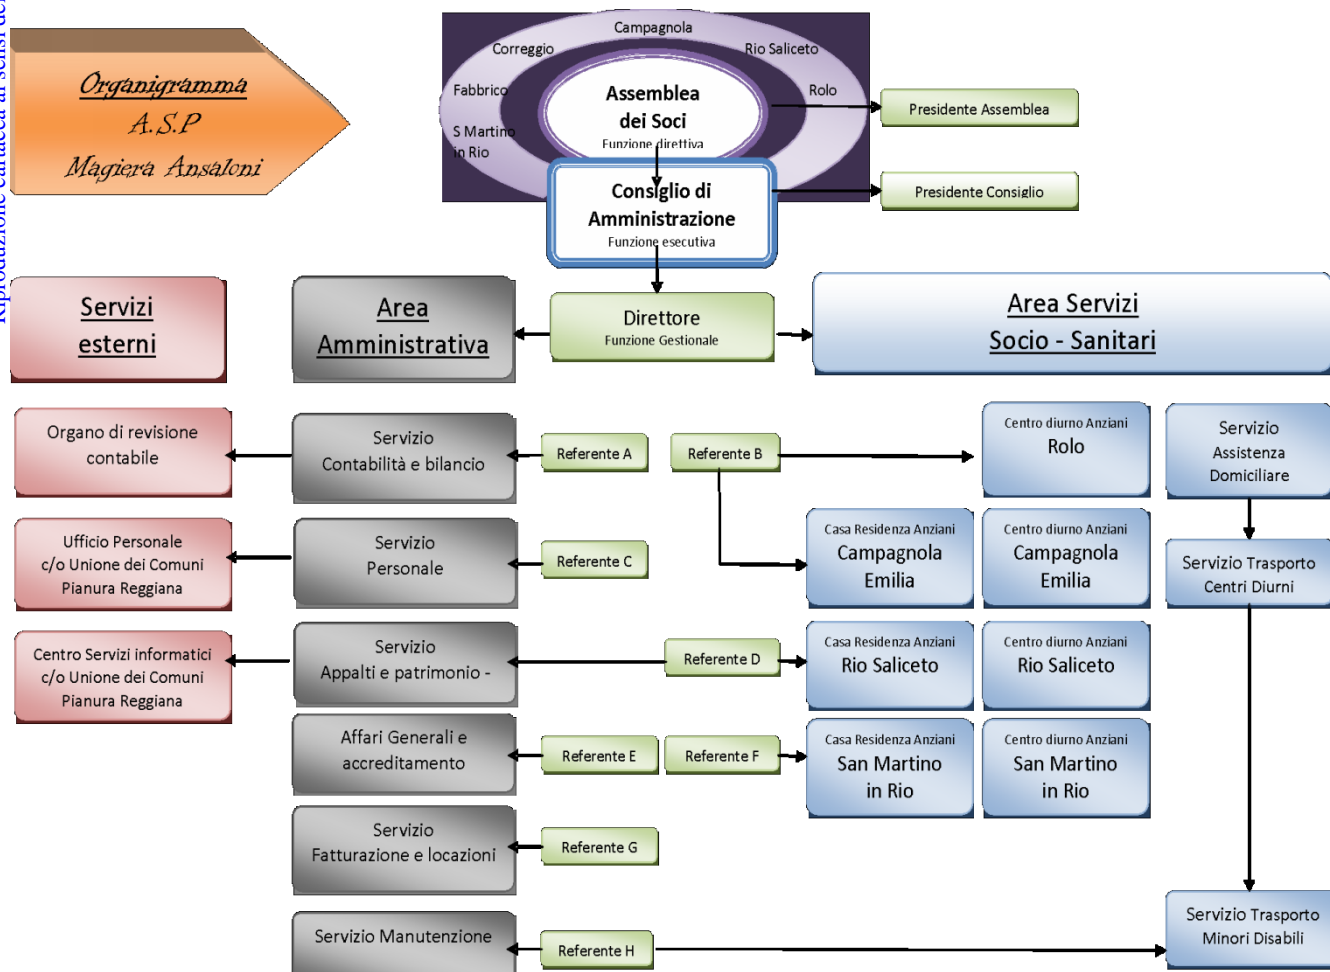 Riproduzione cartacea ai sensi del
Organigramma
A.S.P
Magiera Ansaloni
Campagnola
Correggio
Rio Saliceto
Fabbrico
Rolo
S Martino
in Rio
Assemblea
dei Soci
Funzione direttiva
Presidente Assemblea
Consiglio di
Amministrazione
Funzione esecutiva
Presidente Consiglio
Servizi
esterni
Area
Amministrativa
Direttore
Funzione Gestionale
Area Servizi
Socio - Sanitari
Organo di revisione
contabile
Servizio
Contabilità e bilancio
Referente A
Referente B
Centro diurno Anziani
Rolo
Servizio
Assistenza
Domiciliare
Ufficio Personale
c/o Unione dei Comuni
Pianura Reggiana
Servizio
Personale
Referente C
Casa Residenza Anziani
Campagnola
Emilia
Centro diurno Anziani
Campagnola
Emilia
Servizio Trasporto
Centri Diurni
Centro Servizi informatici
c/o Unione dei Comuni
Pianura Reggiana
Servizio
Appalti e patrimonio -
Referente D
Casa Residenza Anziani
Rio Saliceto
Centro diurno Anziani
Rio Saliceto
Affari Generali e
accreditamento
Referente E
Referente F
Casa Residenza Anziani
San Martino
in Rio
Centro diurno Anziani
San Martino
in Rio
Servizio
Fatturazione e locazioni
Referente G
Servizio Manutenzione
Referente H
Servizio Trasporto
Minori Disabili